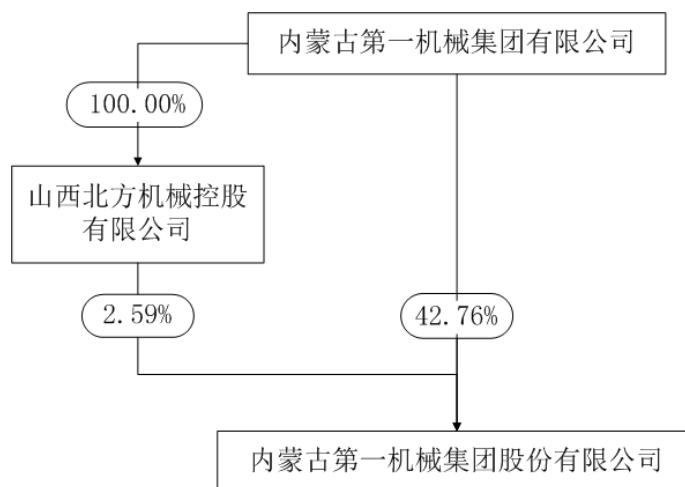 内蒙古第一机械集团有限公司
100.00%
山西北方机械控股
有限公司
2.59%
42.76%
内蒙古第一机械集团股份有限公司